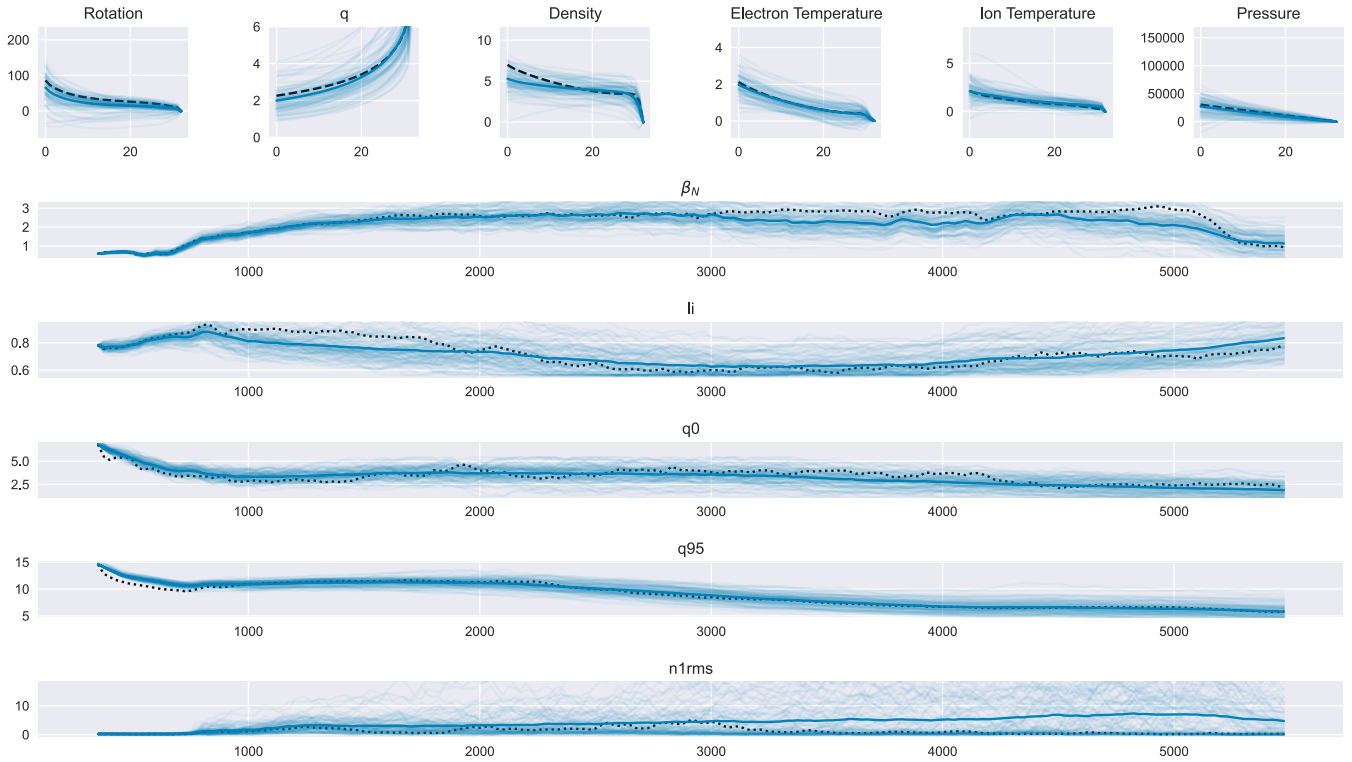 Rotation q Density Electron Temperature Ion Temperature Pressure
200 6 10 4 5 150000
100 4 5 2 0 100000
0 2 0 0 50000
0 0
0 20 0 20 0 20 0 20 0 20 0 20
β_N
3
2
1
1000 2000 3000 4000 5000
li
0.8
0.6
1000 2000 3000 4000 5000
q0
5.0
2.5
1000 2000 3000 4000 5000
q95
15
10
5
1000 2000 3000 4000 5000
n1rms
10
0
1000 2000 3000 4000 5000